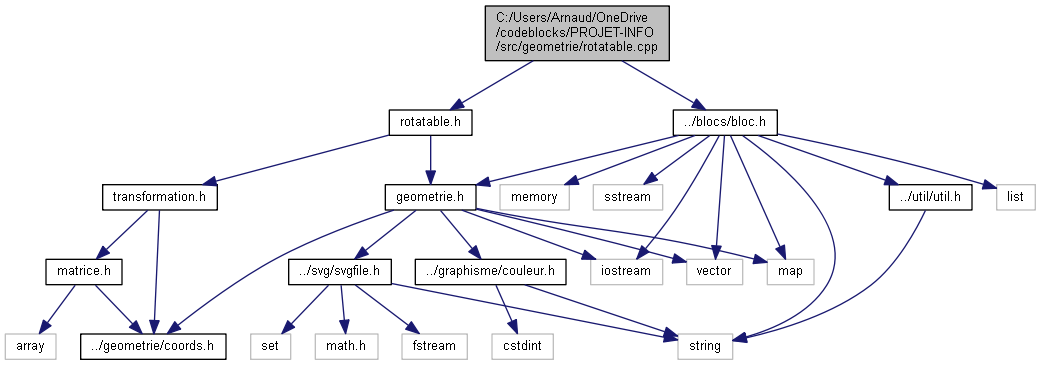 C:/Users/Arnaud/OneDrive
/codeblocks/PROJET-INFO
/src/geometrie/rotatable.cpp
rotatable.h
../blocs/bloc.h
transformation.h
geometrie.h
memory
sstream
../util/util.h
list
matrice.h
../svg/svgfile.h
../graphisme/couleur.h
iostream
vector
map
array
../geometrie/coords.h
set
math.h
fstream
cstdint
string